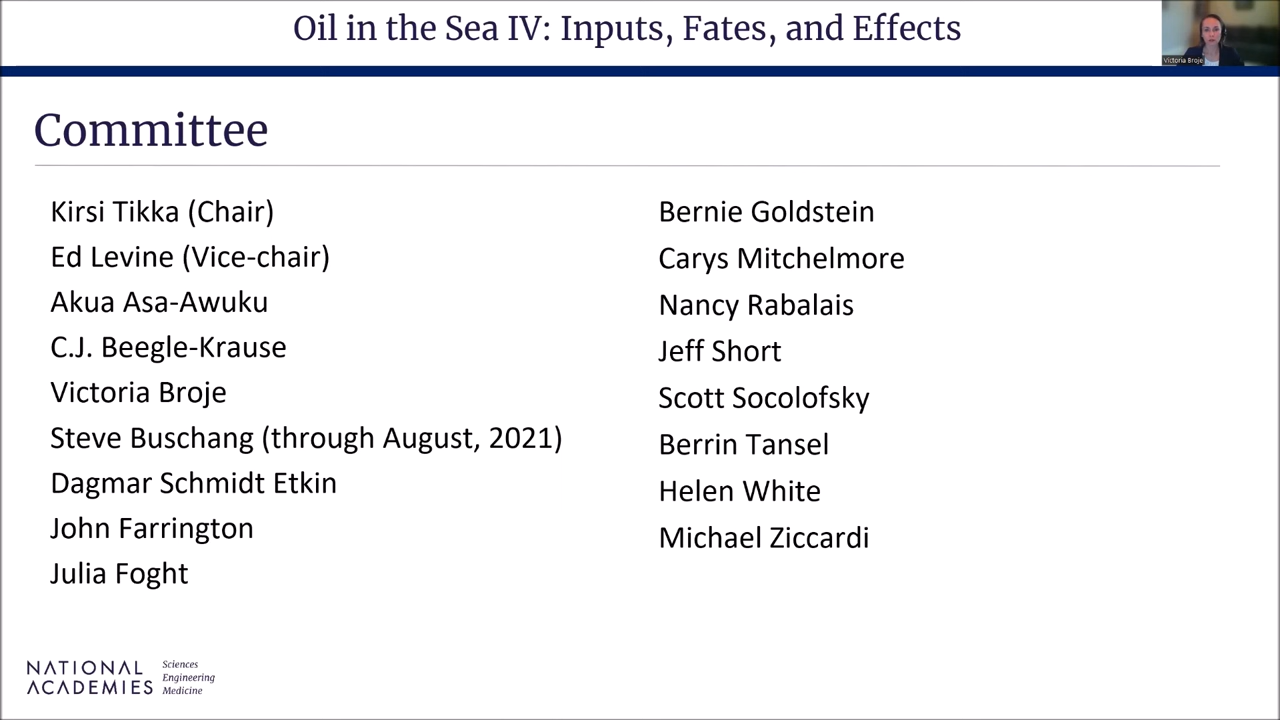 Oil in the Sea IV: Inputs, Fates, and Effects
Victoria Broje
Committee
Kirsi Tikka (Chair)
Ed Levine (Vice-chair)
Akua Asa-Awuku
C.J. Beegle-Krause
Victoria Broje
Steve Buschang (through August, 2021)
Dagmar Schmidt Etkin
John Farrington
Julia Foght
Bernie Goldstein
Carys Mitchelmore
Nancy Rabalais
Jeff Short
Scott Socolofsky
Berrin Tansel
Helen White
Michael Ziccardi
NATIONAL
ACADEMIES
Sciences
Engineering
Medicine